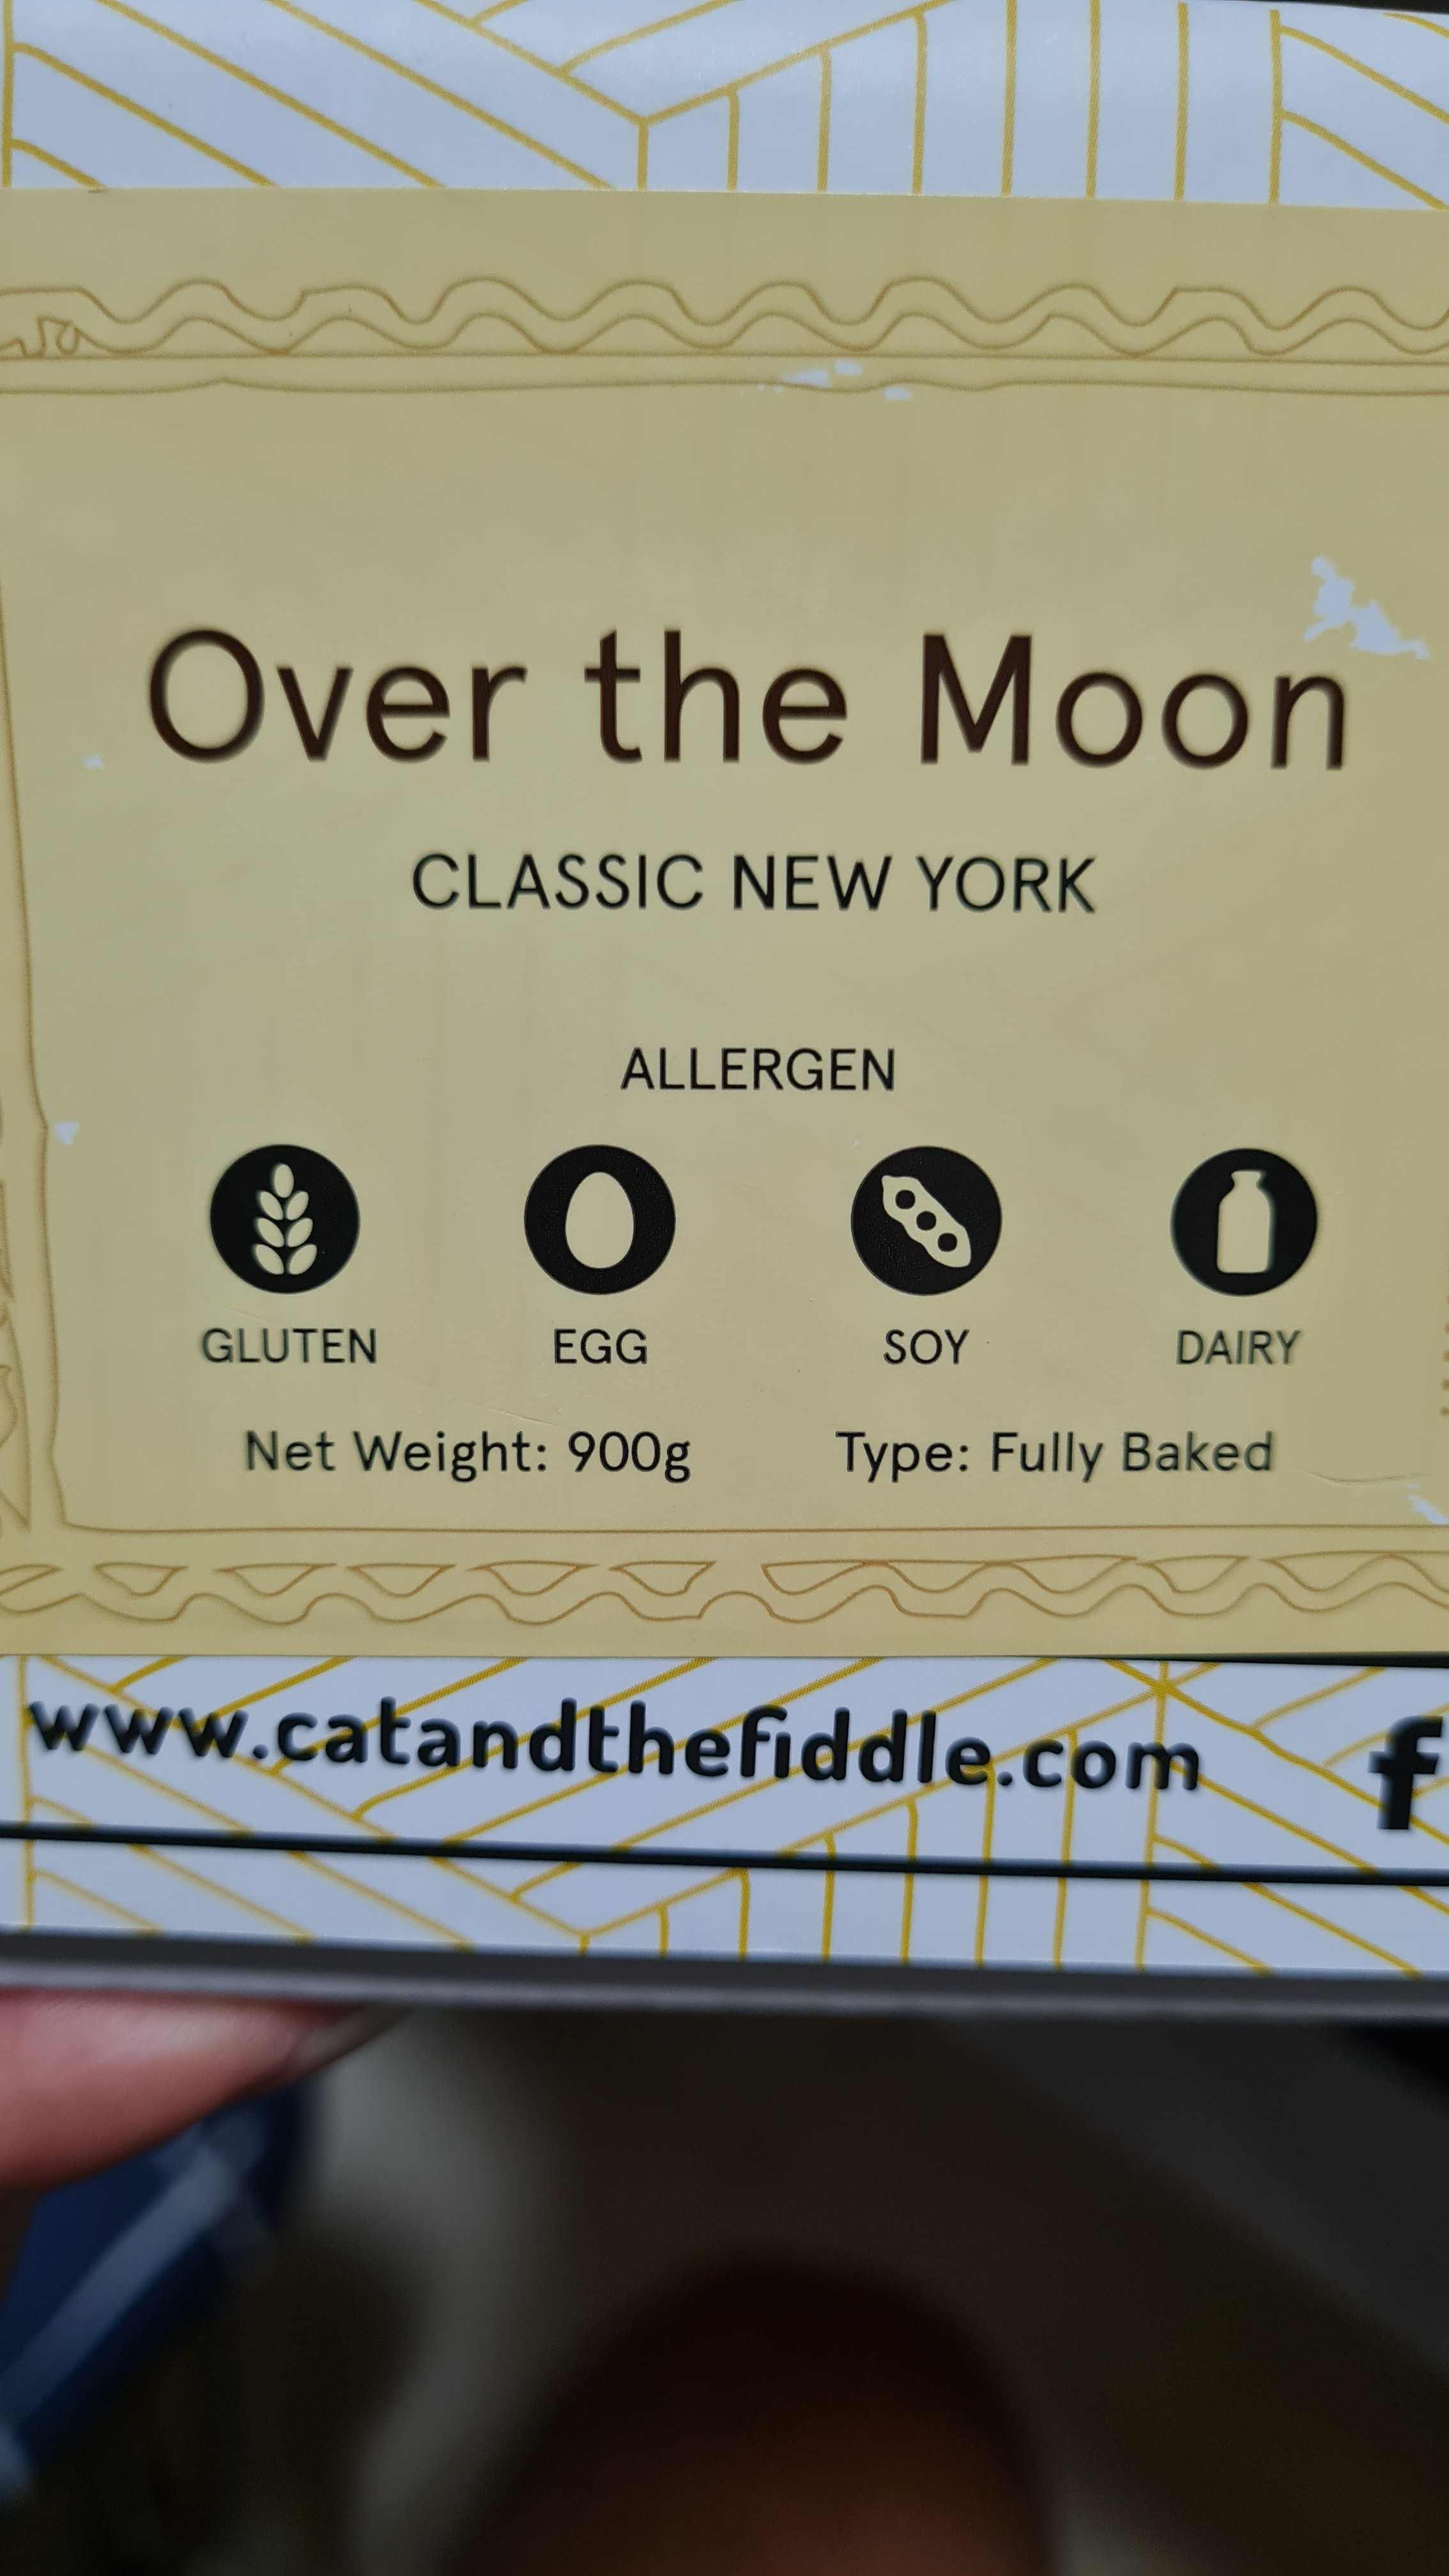 Over the Moon
CLASSIC NEW YORK
ALLERGEN
GLUTEN EGG SOY DAIRY
Net Weight: 900g Type: Fully Baked
www.catandthefiddle.com f